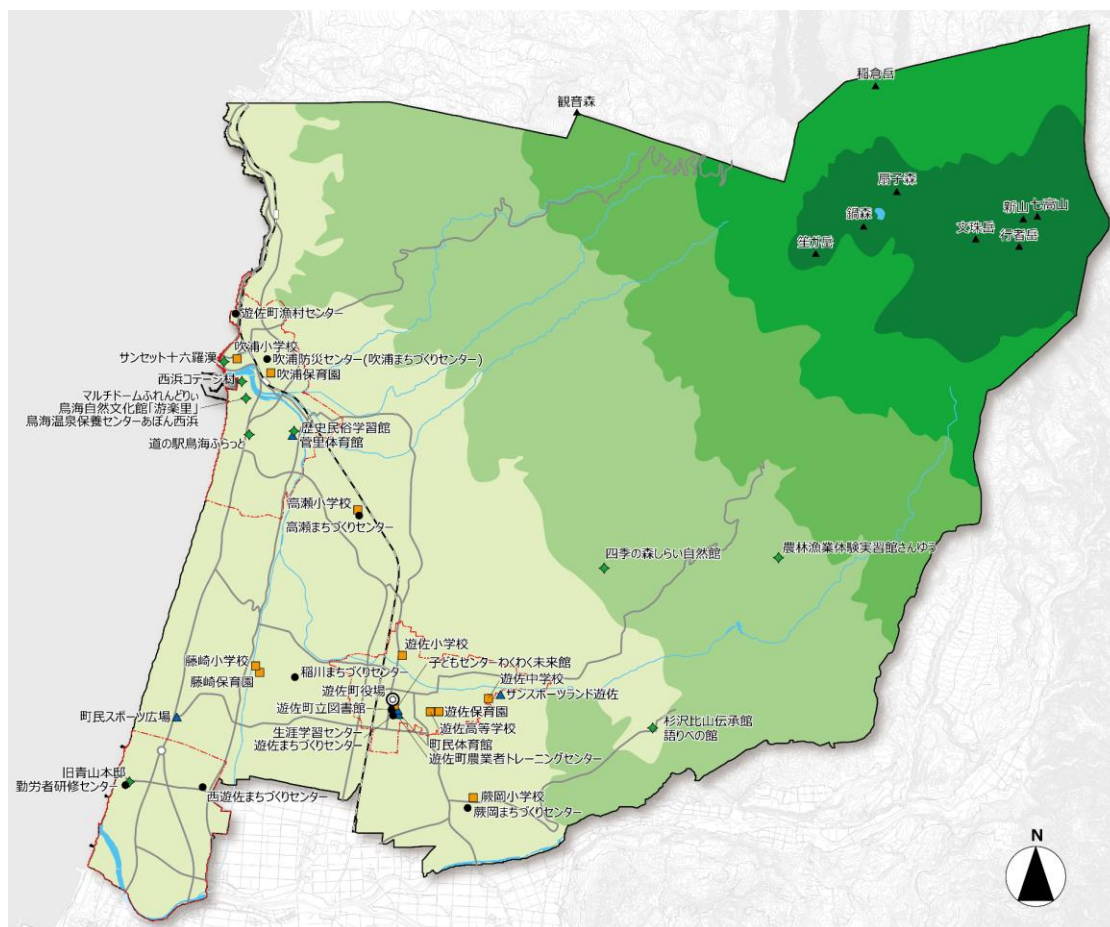 稲倉岳
観音森
扇子森
鍋森
新山
七高山
笙ガ岳
文珠岳
行者岳
遊佐町漁村センター
吹浦小学校
サンセット十六羅漢
吹浦防災センター(吹浦まちづくりセンター)
吹浦保育園
西浜コテージ村
マルチドームふれんどりぃ
鳥海自然文化館「遊楽里」
鳥海温泉保養センターあぽん西浜
歴史民俗学習館
菅里体育館
道の駅鳥海ふらっと
高瀬小学校
高瀬まちづくりセンター
四季の森しらい自然館
農林漁業体験実習館さんゆう
遊佐小学校
子どもセンターわくわく未来館
藤崎小学校
藤崎保育園
稲川まちづくりセンター
遊佐中学校
サンスポーツランド遊佐
遊佐町役場
遊佐町立図書館
遊佐保育園
町民スポーツ広場
遊佐高等学校
杉沢比山伝承館
語りべの館
生涯学習センター
遊佐まちづくりセンター
町民体育館
遊佐町農業者トレーニングセンター
旧青山本邸
勤労者研修センター
西遊佐まちづくりセンター
蕨岡小学校
蕨岡まちづくりセンター
N